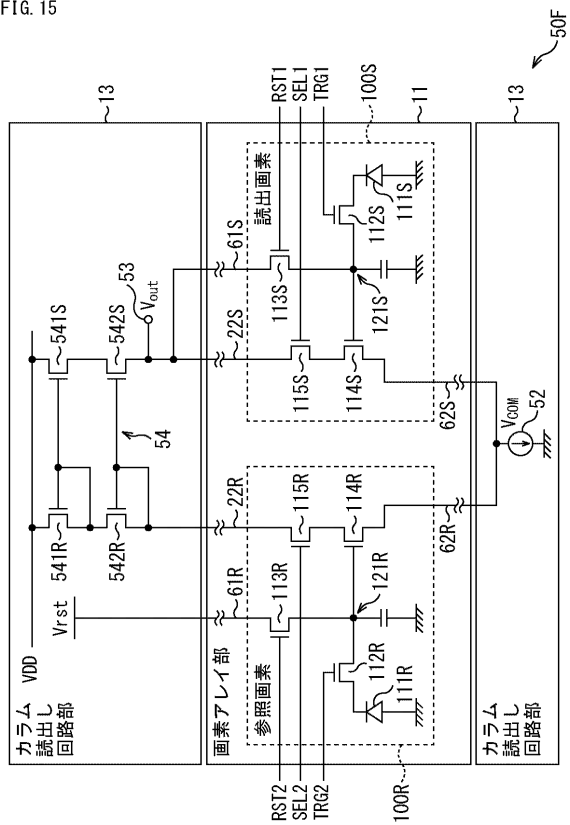 FIG. 15
50F
13
11
13
カラム
読出し
回路部
VDD
Vrst
541R
542R
54
541S
542S
53
Vout
画素アレイ部
参照画素
読出画素
61R
22R
22S
61S
113R
115R
115S
113S
114R
114S
121R
121S
112R
111R
112S
111S
100R
100S
RST2
SEL2
TRG2
RST1
SEL1
TRG1
62R
62S
VCOM
52
カラム
読出し
回路部